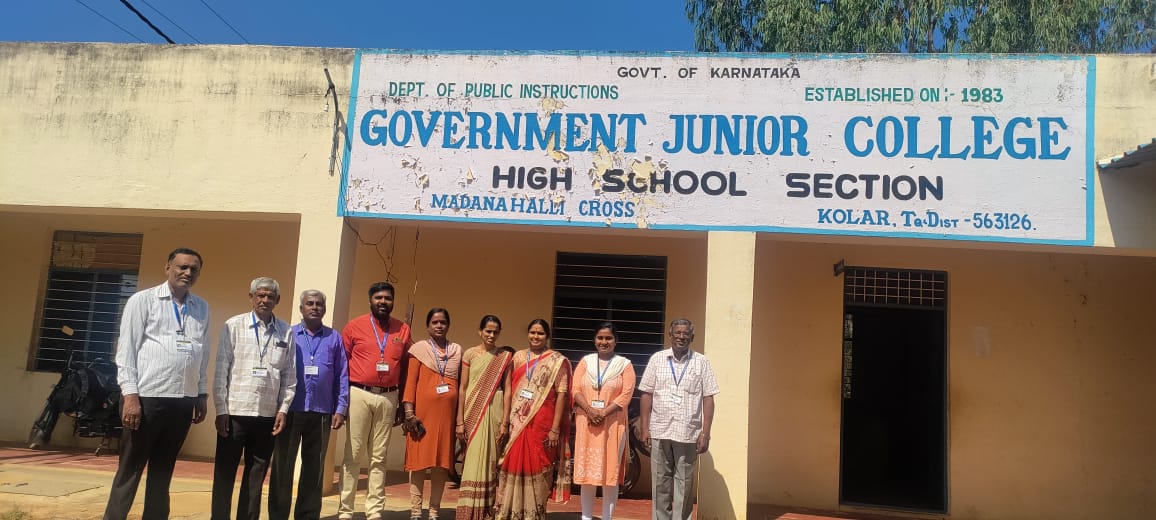 GOVT. OF KARNATAKA
DEPT. OF PUBLIC INSTRUCTIONS ESTABLISHED ON :- 1983
GOVERNMENT JUNIOR COLLEGE
HIGH SCHOOL SECTION
MADANAHALLI CROSS KOLAR, TQ.DIST -563126.